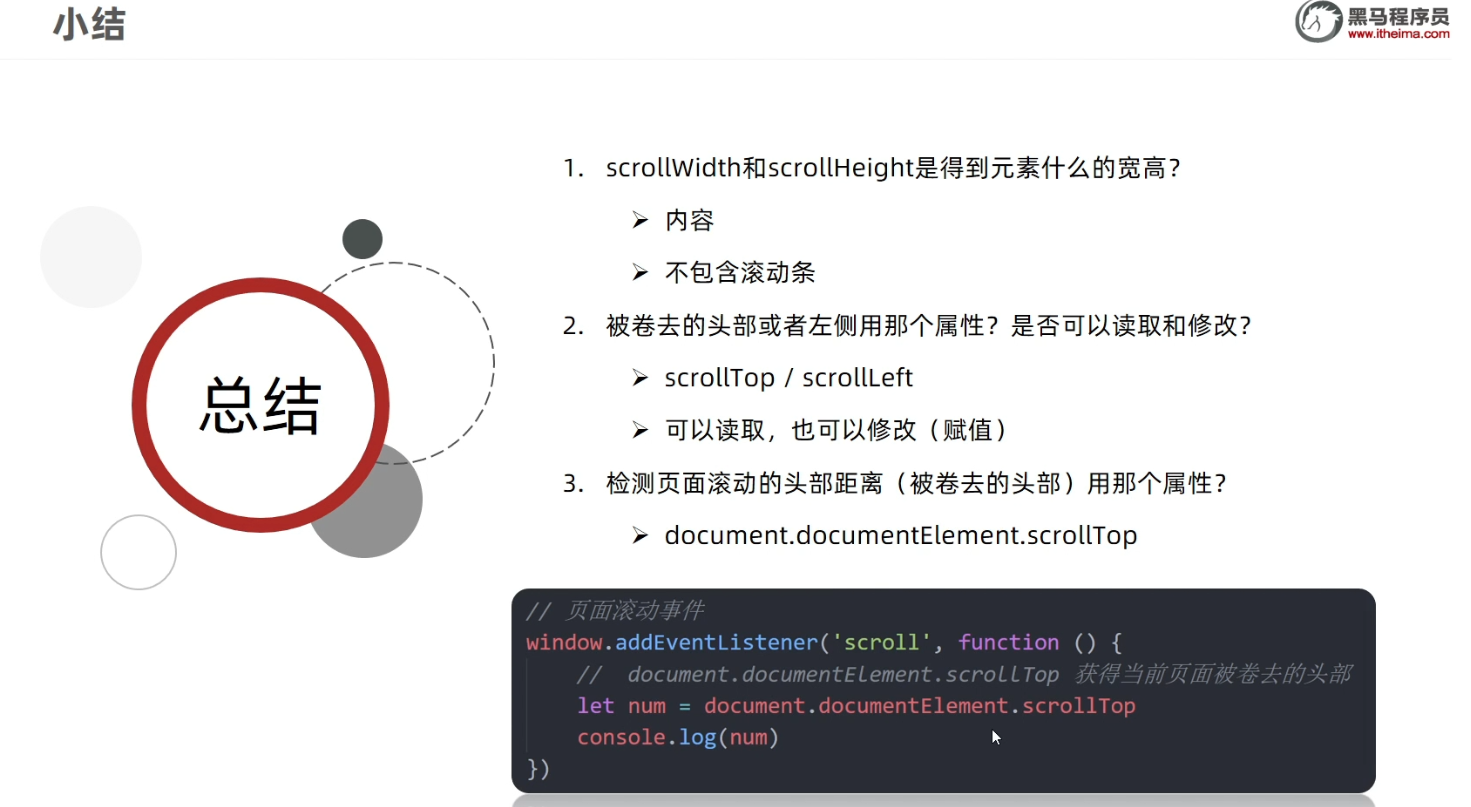 小结
黑马程序员
www.itheima.com
总结
1. scrollWidth和scrollHeight是得到元素什么的宽高?
➢ 内容
➢ 不包含滚动条
2. 被卷去的头部或者左侧用那个属性？是否可以读取和修改?
➢ scrollTop / scrollLeft
➢ 可以读取，也可以修改（赋值）
3. 检测页面滚动的头部距离（被卷去的头部）用那个属性?
➢ document.documentElement.scrollTop
// 页面滚动事件
window.addEventListener('scroll', function () {
    //  document.documentElement.scrollTop 获得当前页面被卷去的头部
    let num = document.documentElement.scrollTop
    console.log(num)
})